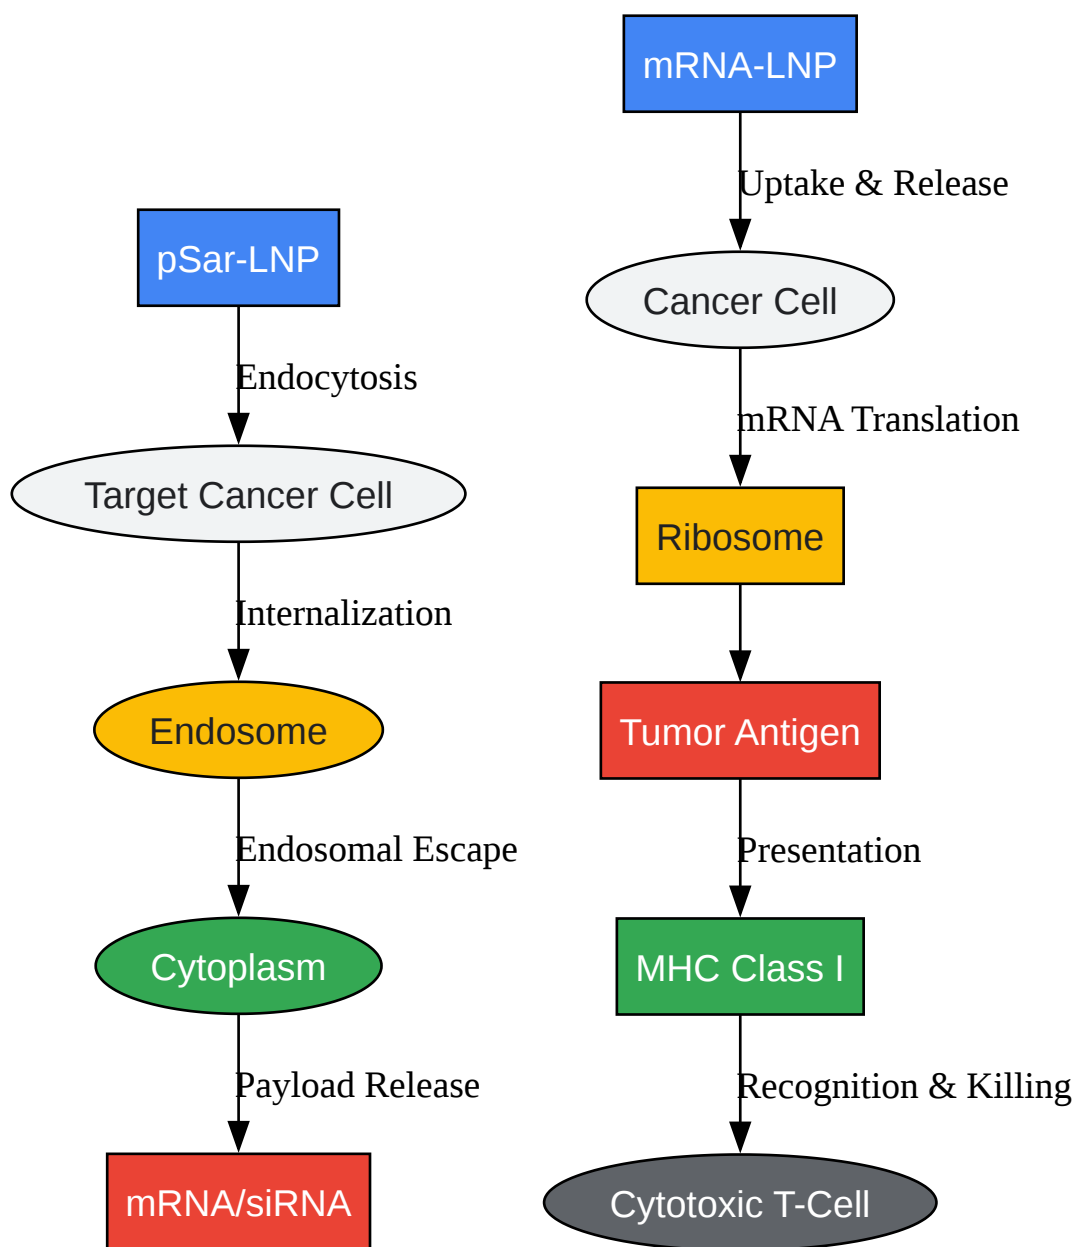 pSar-LNP
Endocytosis
Target Cancer Cell
Internalization
Endosome
Endosomal Escape
Cytoplasm
Payload Release
mRNA/siRNA
mRNA-LNP
Uptake & Release
Cancer Cell
mRNA Translation
Ribosome
Tumor Antigen
Presentation
MHC Class I
Recognition & Killing
Cytotoxic T-Cell